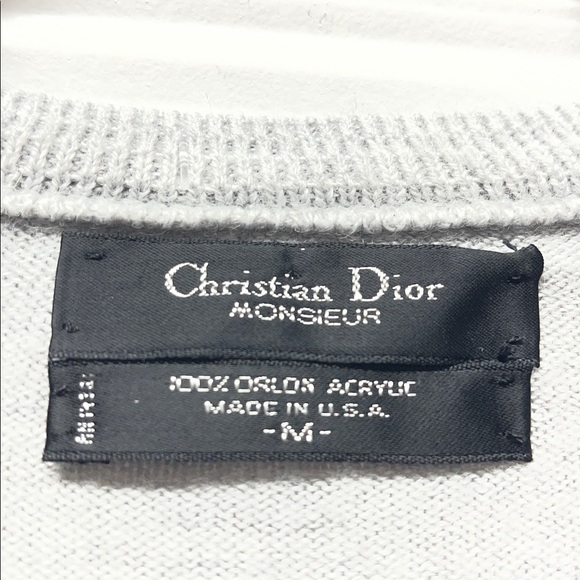 Christian Dior
MONSIEUR
100% ORLON ACRYLIC
MADE IN U.S.A.
-M-